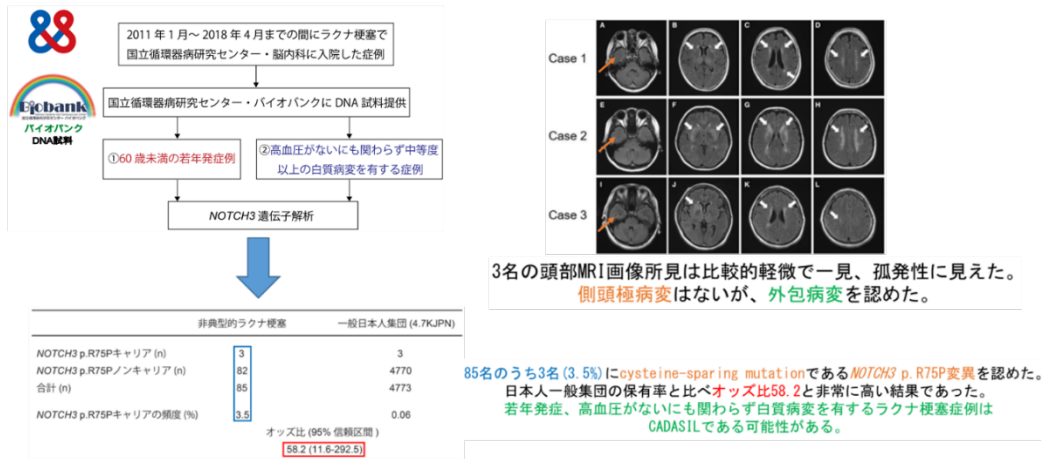 2011 年 1 月～ 2018 年 4 月までの間にラクナ梗塞で
国立循環器病研究センター・脳内科に入院した症例
国立循環器病研究センター・バイオバンクに DNA 試料提供
Biobank
バイオバンク
DNA試料
①60 歳未満の若年発症例
②高血圧がないにも関わらず中等度
以上の白質病変を有する症例
NOTCH3 遺伝子解析
非典型的ラクナ梗塞 一般日本人集団 (4.7KJPN)
NOTCH3 p.R75Pキャリア (n) 3 3
NOTCH3 p.R75Pノンキャリア (n) 82 4770
合計 (n) 85 4773
NOTCH3 p.R75Pキャリアの頻度 (%) 3.5 0.06
オッズ比 (95% 信頼区間 )
58.2 (11.6-292.5)
A B C D
Case 1
E F G H
Case 2
I J K L
Case 3
3名の頭部MRI画像所見は比較的軽微で一見、孤発性に見えた。
側頭極病変はないが、外包病変を認めた。
85名のうち3名(3.5%)にcysteine-sparing mutationであるNOTCH3 p.R75P変異を認めた。
日本人一般集団の保有率と比べオッズ比58.2と非常に高い結果であった。
若年発症、高血圧がないにも関わらず白質病変を有するラクナ梗塞症例は
CADASILである可能性がある。